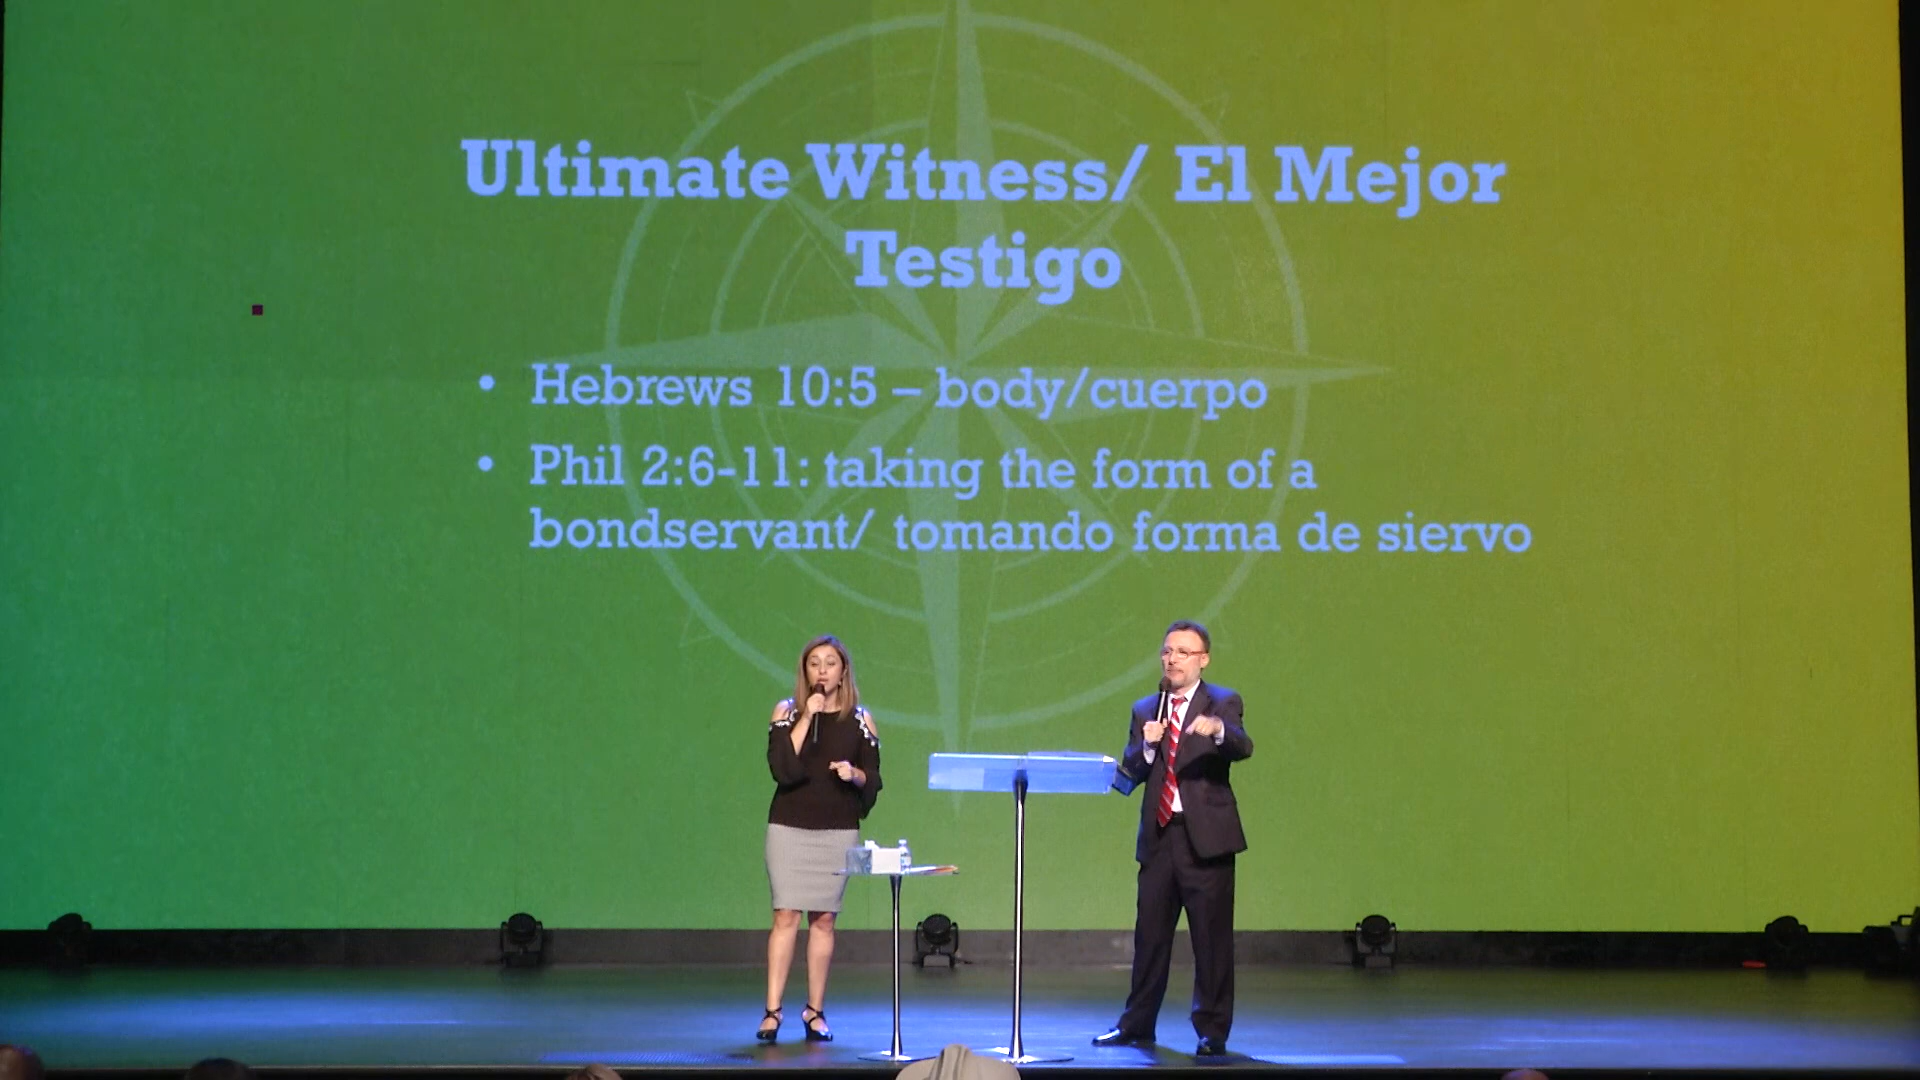 Ultimate Witness/ El Mejor
Testigo
• Hebrews 10:5 – body/cuerpo
• Phil 2:6-11: taking the form of a
bondservant/ tomando forma de siervo